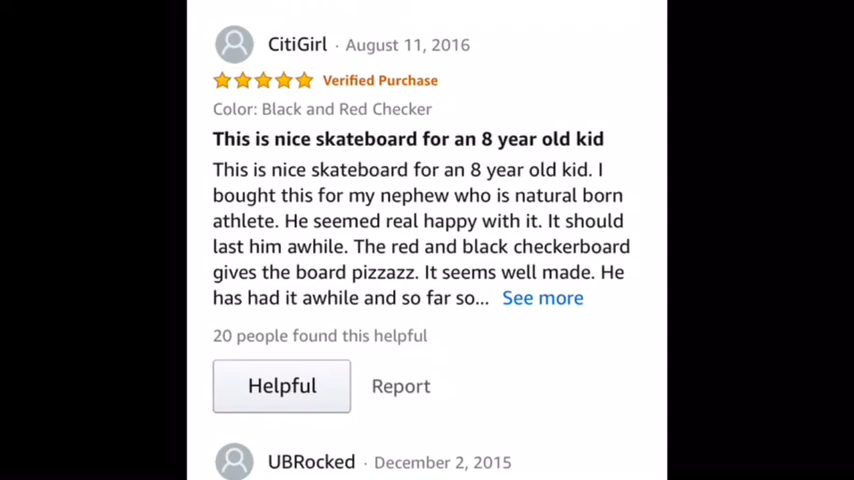 CitiGirl · August 11, 2016
Verified Purchase
Color: Black and Red Checker
This is nice skateboard for an 8 year old kid
This is nice skateboard for an 8 year old kid. I
bought this for my nephew who is natural born
athlete. He seemed real happy with it. It should
last him awhile. The red and black checkerboard
gives the board pizzazz. It seems well made. He
has had it awhile and so far so... See more
20 people found this helpful
Helpful Report
UBRocked · December 2, 2015